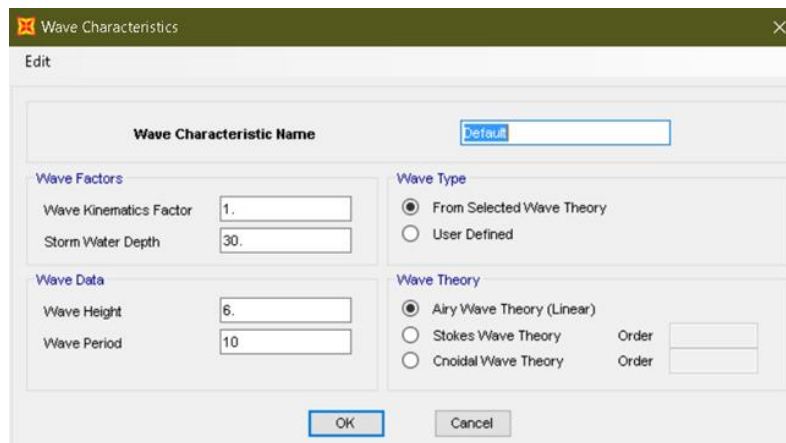 Wave Characteristics
Edit
Wave Characteristic Name Default
Wave Factors
Wave Kinematics Factor 1.
Storm Water Depth 30.
Wave Type
From Selected Wave Theory
User Defined
Wave Data
Wave Height 6.
Wave Period 10
Wave Theory
Airy Wave Theory (Linear)
Stokes Wave Theory Order
Cnoidal Wave Theory Order
OK Cancel